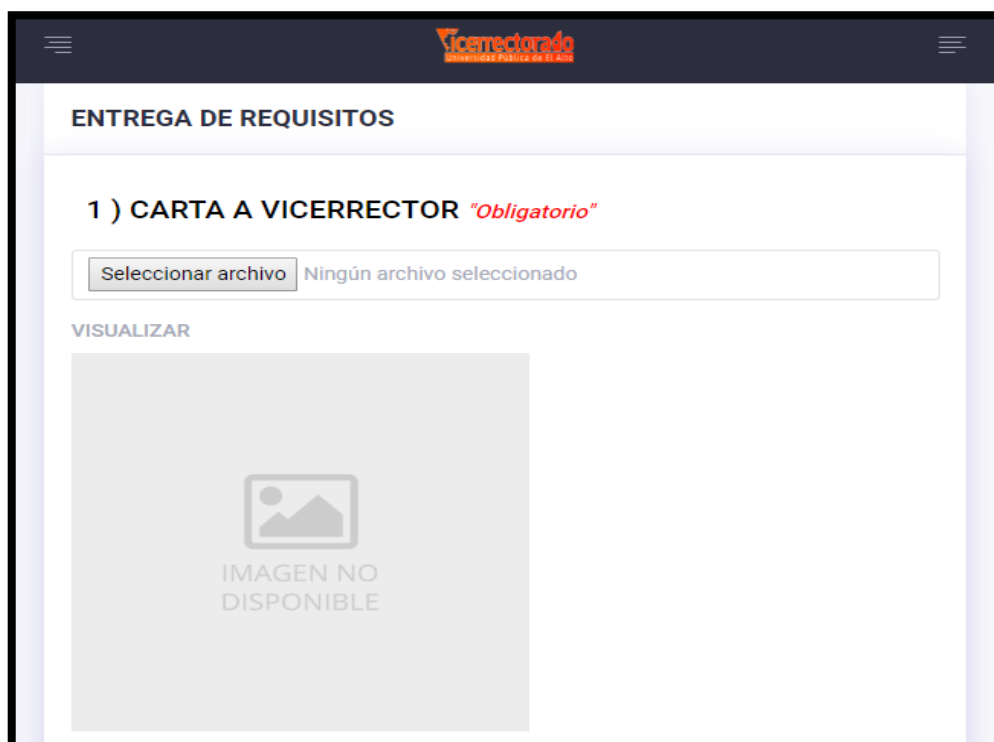 Vicerrectorado
Universidad Pública de El Alto
ENTREGA DE REQUISITOS
1 ) CARTA A VICERRECTOR "Obligatorio"
Seleccionar archivo Ningún archivo seleccionado
VISUALIZAR
IMAGEN NO
DISPONIBLE